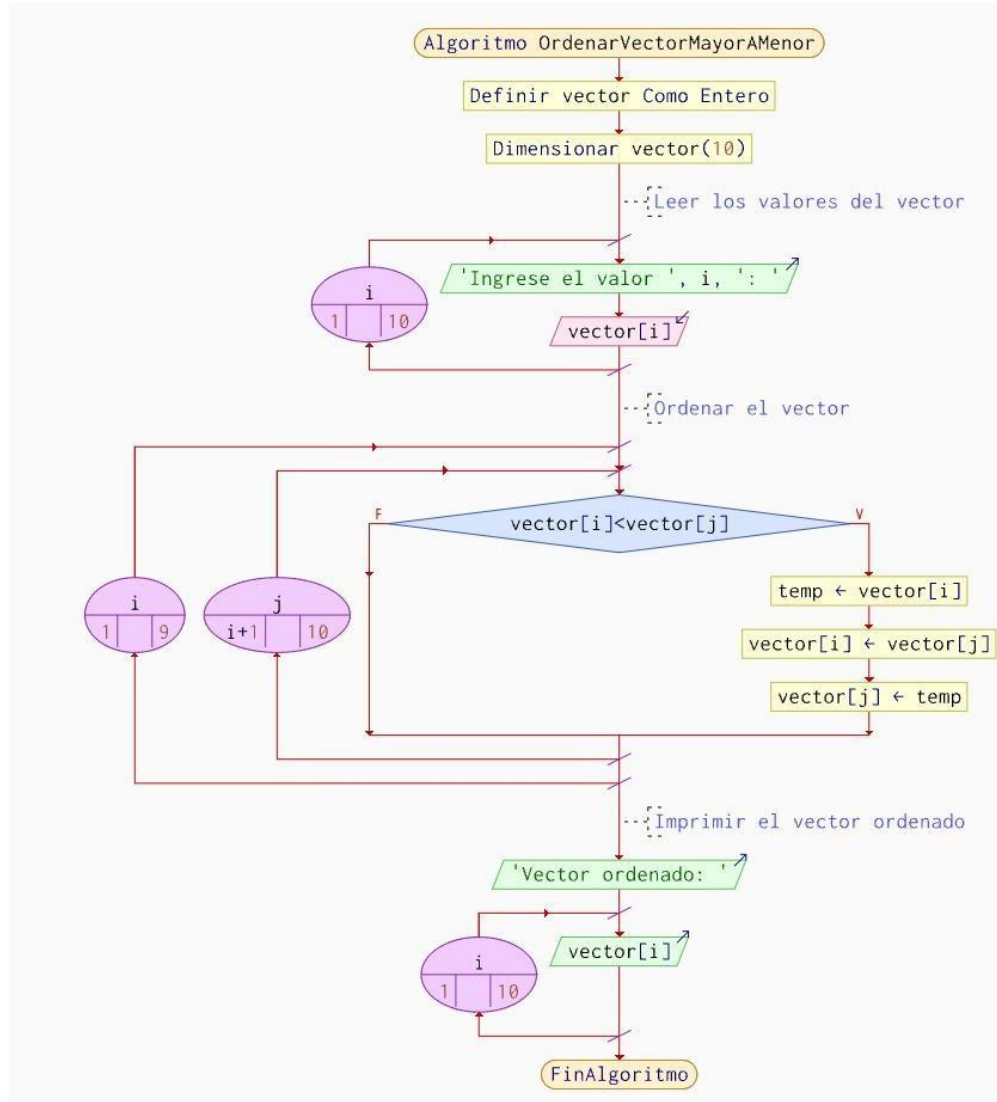 Algoritmo OrdenarVectorMayorAMenor
Definir vector Como Entero
Dimensionar vector(10)
Leer los valores del vector
'Ingrese el valor ', i, ': '
i
1 10
vector[i]
Ordenar el vector
F
vector[i]<vector[j]
V
i
1 9
j
i+1 10
temp ← vector[i]
vector[i] ← vector[j]
vector[j] ← temp
Imprimir el vector ordenado
'Vector ordenado: '
vector[i]
i
1 10
FinAlgoritmo